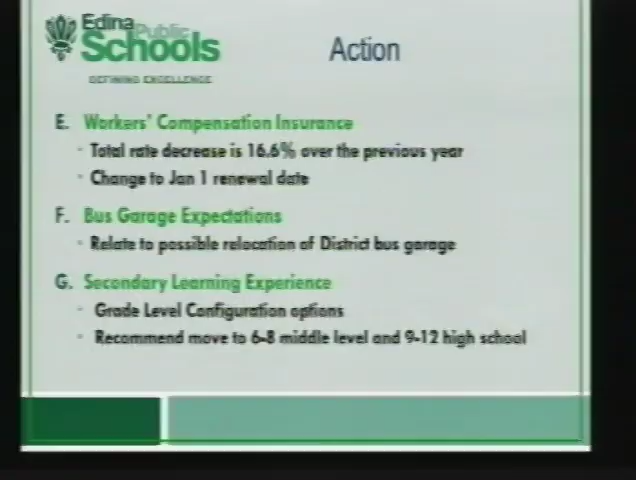 Edina
Public
Schools
DEFINING EXCELLENCE
Action
E. Workers' Compensation Insurance
· Total rate decrease is 16.6% over the previous year
· Change to Jan 1 renewal date
F. Bus Garage Expectations
· Relate to possible relocation of District bus garage
G. Secondary Learning Experience
· Grade Level Configuration options
· Recommend move to 6-8 middle level and 9-12 high school